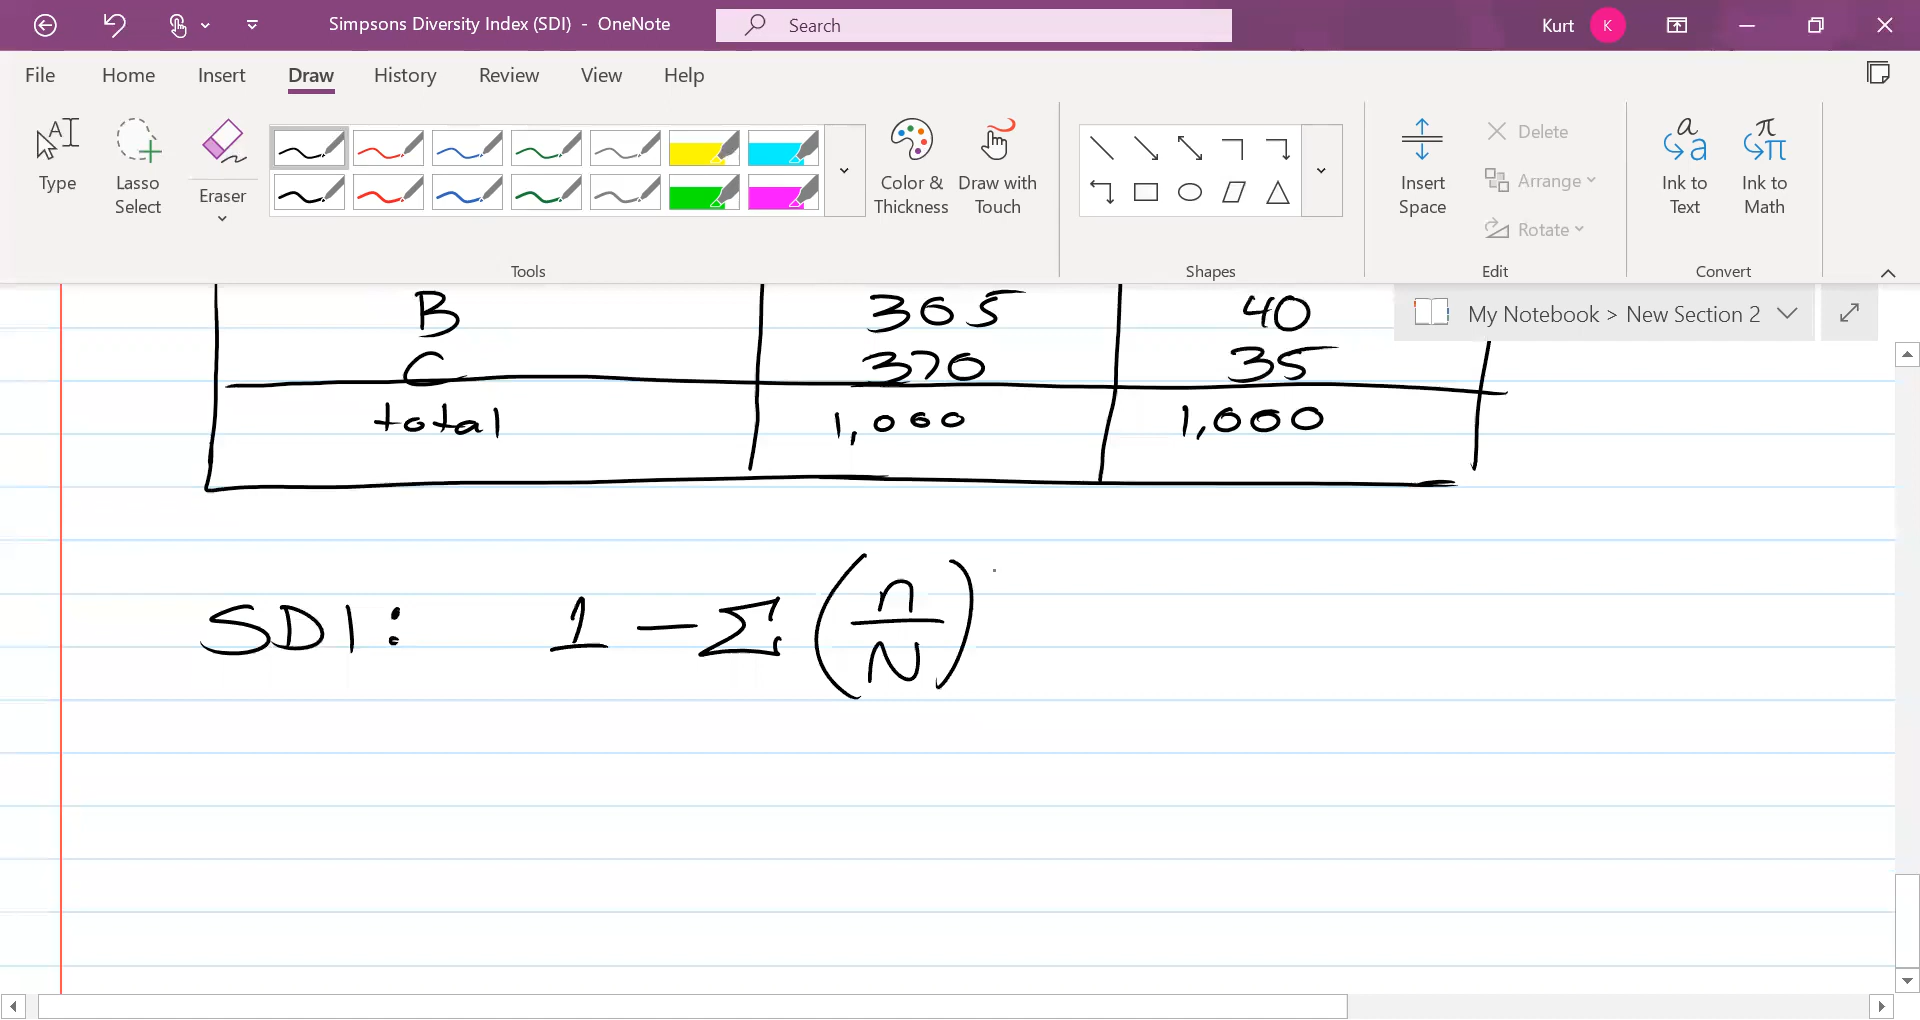 Simpsons Diversity Index (SDI) - OneNote
Search
Kurt K
File Home Insert Draw History Review View Help
Type
Lasso Select
Eraser
Color & Thickness
Draw with Touch
Insert Space
Delete
Arrange
Rotate
Ink to Text
Ink to Math
Tools Shapes Edit Convert
My Notebook > New Section 2
B 305 40
C 370 35
total 1,000 1,000
SDI: 1 - Σ (n/N)